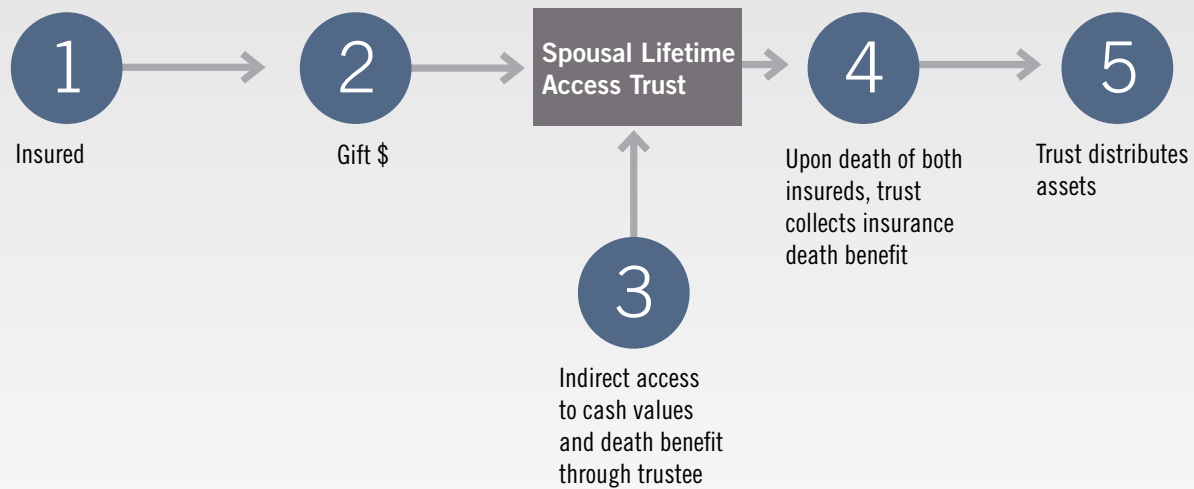 1
Insured
2
Gift $
Spousal Lifetime
Access Trust
3
Indirect access
to cash values
and death benefit
through trustee
4
Upon death of both
insureds, trust
collects insurance
death benefit
5
Trust distributes
assets